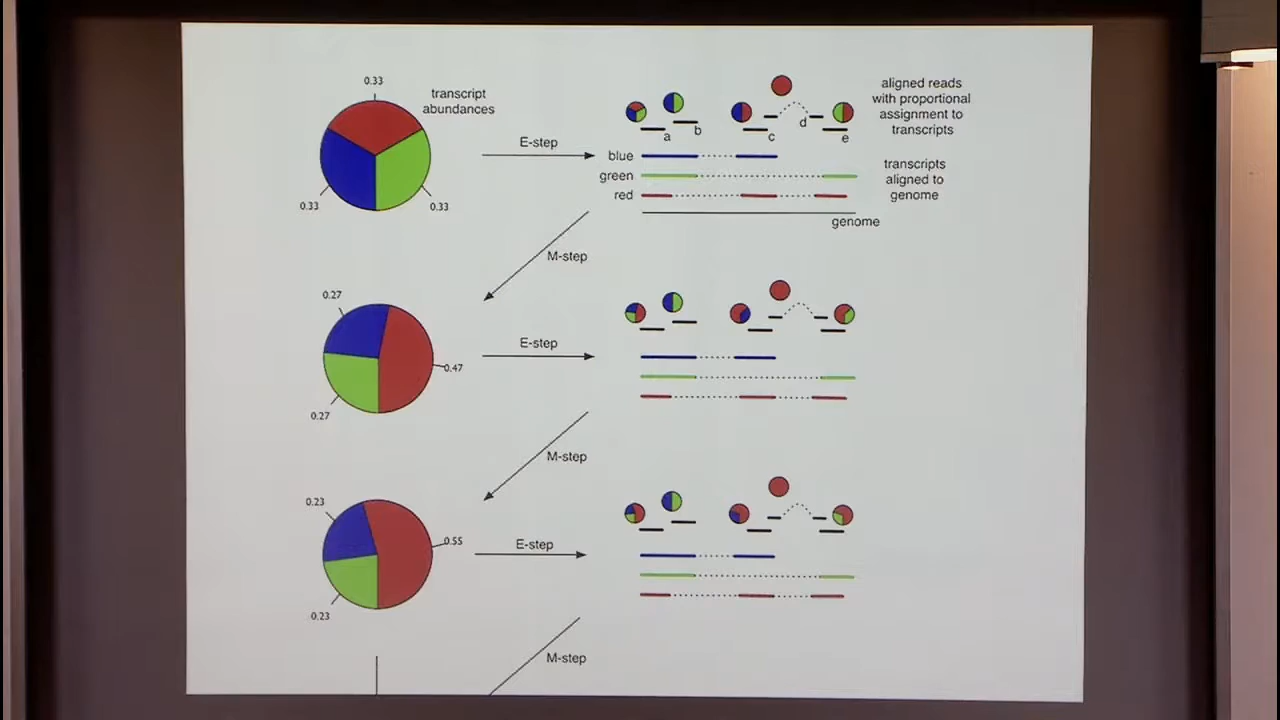 0.33
transcript
abundances
0.33
0.33
E-step
a
b
c
d
e
aligned reads
with proportional
assignment to
transcripts
blue
green
red
transcripts
aligned to
genome
genome
M-step
0.27
0.47
0.27
E-step
M-step
0.23
0.55
0.23
E-step
M-step